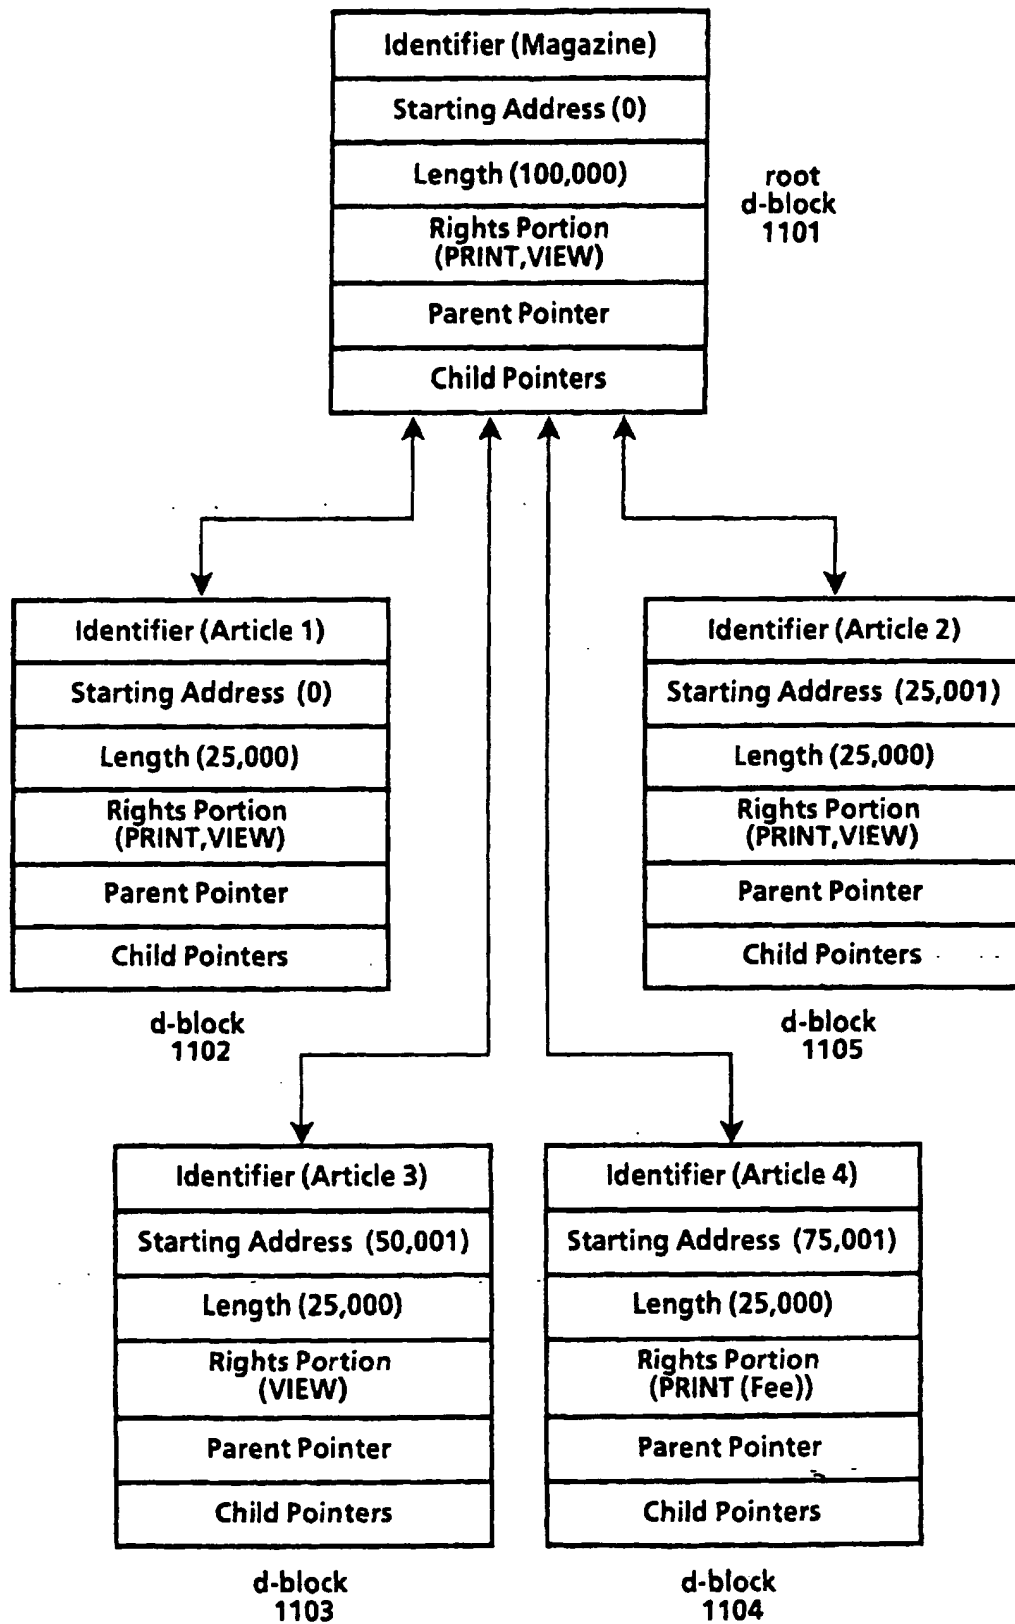 Identifier (Magazine)
Starting Address (0)
Length (100,000)
Rights Portion
(PRINT,VIEW)
Parent Pointer
Child Pointers
root
d-block
1101
Identifier (Article 1)
Starting Address (0)
Length (25,000)
Rights Portion
(PRINT,VIEW)
Parent Pointer
Child Pointers
d-block
1102
Identifier (Article 2)
Starting Address (25,001)
Length (25,000)
Rights Portion
(PRINT,VIEW)
Parent Pointer
Child Pointers
d-block
1105
Identifier (Article 3)
Starting Address (50,001)
Length (25,000)
Rights Portion
(VIEW)
Parent Pointer
Child Pointers
d-block
1103
Identifier (Article 4)
Starting Address (75,001)
Length (25,000)
Rights Portion
(PRINT (Fee))
Parent Pointer
Child Pointers
d-block
1104